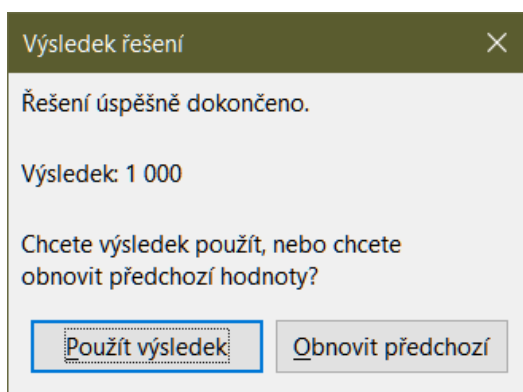 Výsledek řešení
Řešení úspěšně dokončeno.
Výsledek: 1 000
Chcete výsledek použít, nebo chcete
obnovit předchozí hodnoty?
Použít výsledek
Obnovit předchozí